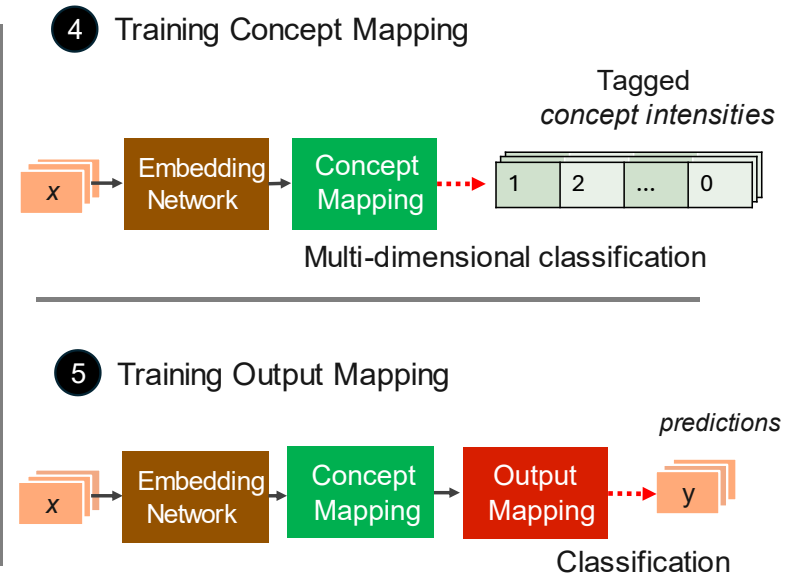 4 Training Concept Mapping
Tagged
concept intensities
x
Embedding
Network
Concept
Mapping
1 2 ... 0
Multi-dimensional classification
5 Training Output Mapping
predictions
x
Embedding
Network
Concept
Mapping
Output
Mapping
y
Classification